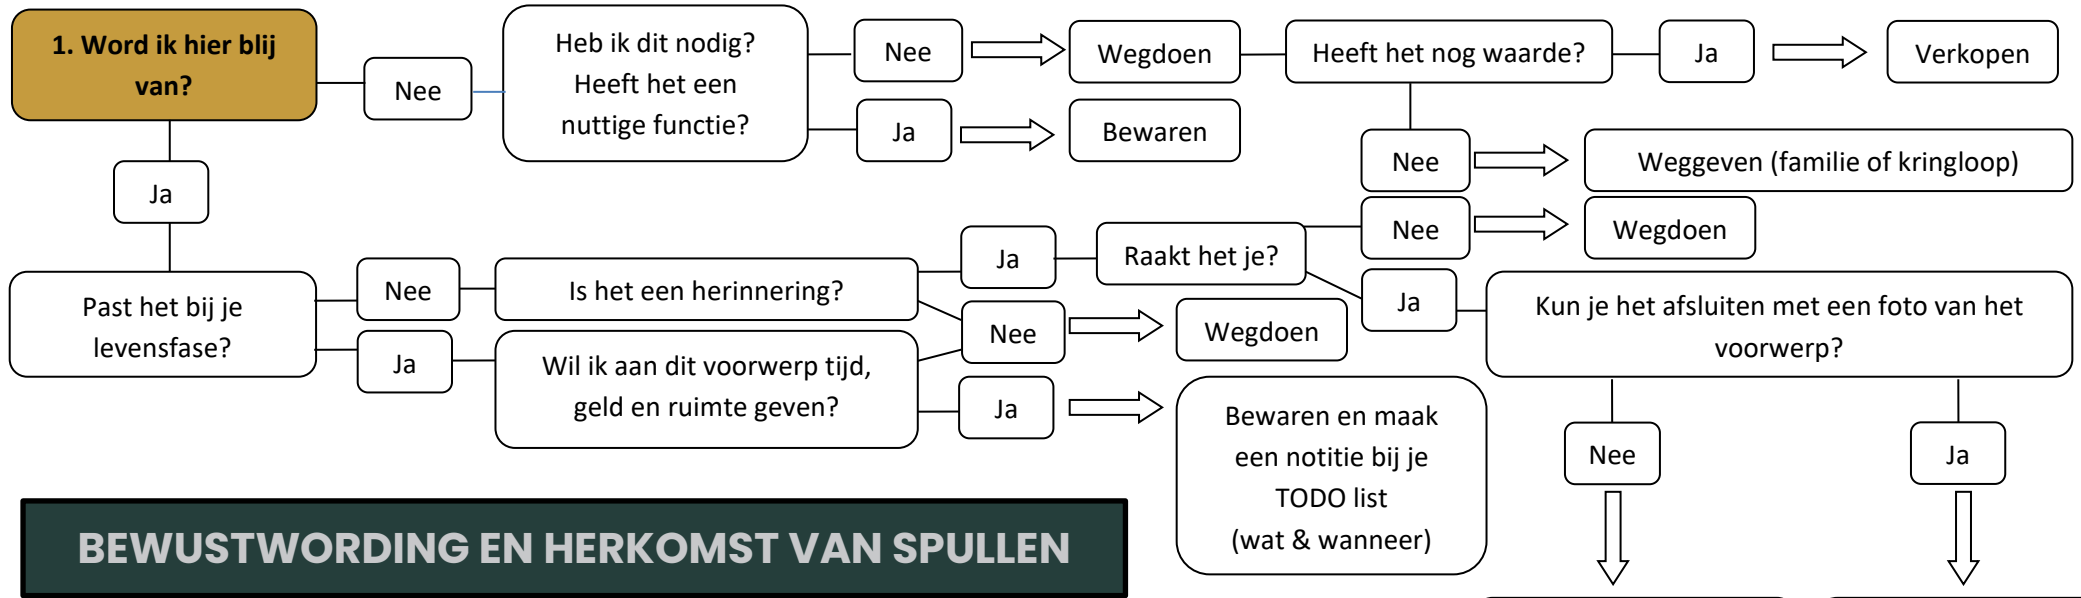 1. Word ik hier blij
van?
Nee
Heb ik dit nodig?
Heeft het een
nuttige functie?
Nee
Wegdoen
Heeft het nog waarde?
Ja
Verkopen
Ja
Bewaren
Nee
Weggeven (familie of kringloop)
Ja
Past het bij je
levensfase?
Nee
Is het een herinnering?
Ja
Raakt het je?
Nee
Wegdoen
Ja
Kun je het afsluiten met een foto van het
voorwerp?
Nee
Wegdoen
Ja
Wil ik aan dit voorwerp tijd,
geld en ruimte geven?
Ja
Bewaren en maak
een notitie bij je
TODO list
(wat & wanneer)
Nee
Ja
BEWUSTWORDING EN HERKOMST VAN SPULLEN